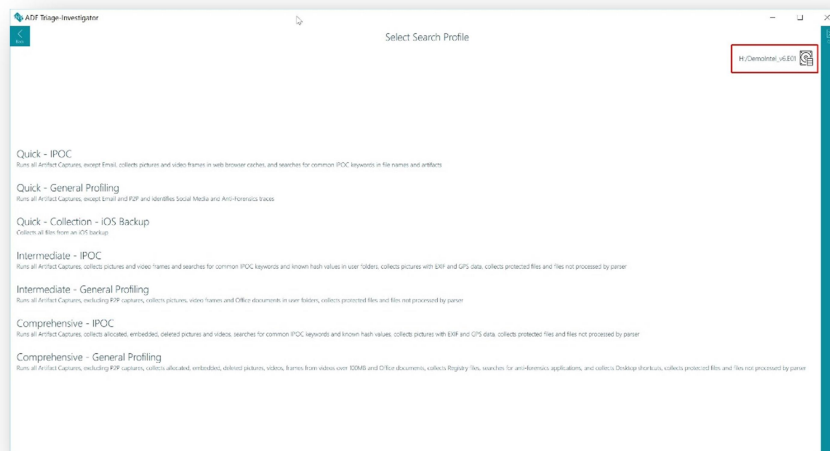 ADF Triage-Investigator
Select Search Profile
H:/DemoIntel_v6.E01
Quick - IPOC
Runs all Artifact Captures, except Email, collects pictures and video frames in web browser caches, and searches for common IPOC keywords in file names and artifacts
Quick - General Profiling
Runs all Artifact Captures, except Email and P2P and identifies Social Media and Anti-forensics traces
Quick - Collection - iOS Backup
Collects all files from an iOS backup
Intermediate - IPOC
Runs all Artifact Captures, collects pictures and video frames and searches for common IPOC keywords and known hash values in user folders, collects pictures with EXIF and GPS data, collects protected files and files not processed by parser
Intermediate - General Profiling
Runs all Artifact Captures, excluding P2P captures, collects pictures, video frames and Office documents in user folders, collects protected files and files not processed by parser
Comprehensive - IPOC
Runs all Artifact Captures, collects allocated, embedded, deleted pictures and videos, searches for common IPOC keywords and known hash values, collects pictures with EXIF and GPS data, collects protected files and files not processed by parser
Comprehensive - General Profiling
Runs all Artifact Captures, excluding P2P captures, collects allocated, embedded, deleted pictures, videos, frames from videos over 100MB and Office documents, collects Registry files, searches for anti-forensics applications, and collects Desktop shortcuts, collects protected files and files not processed by parser